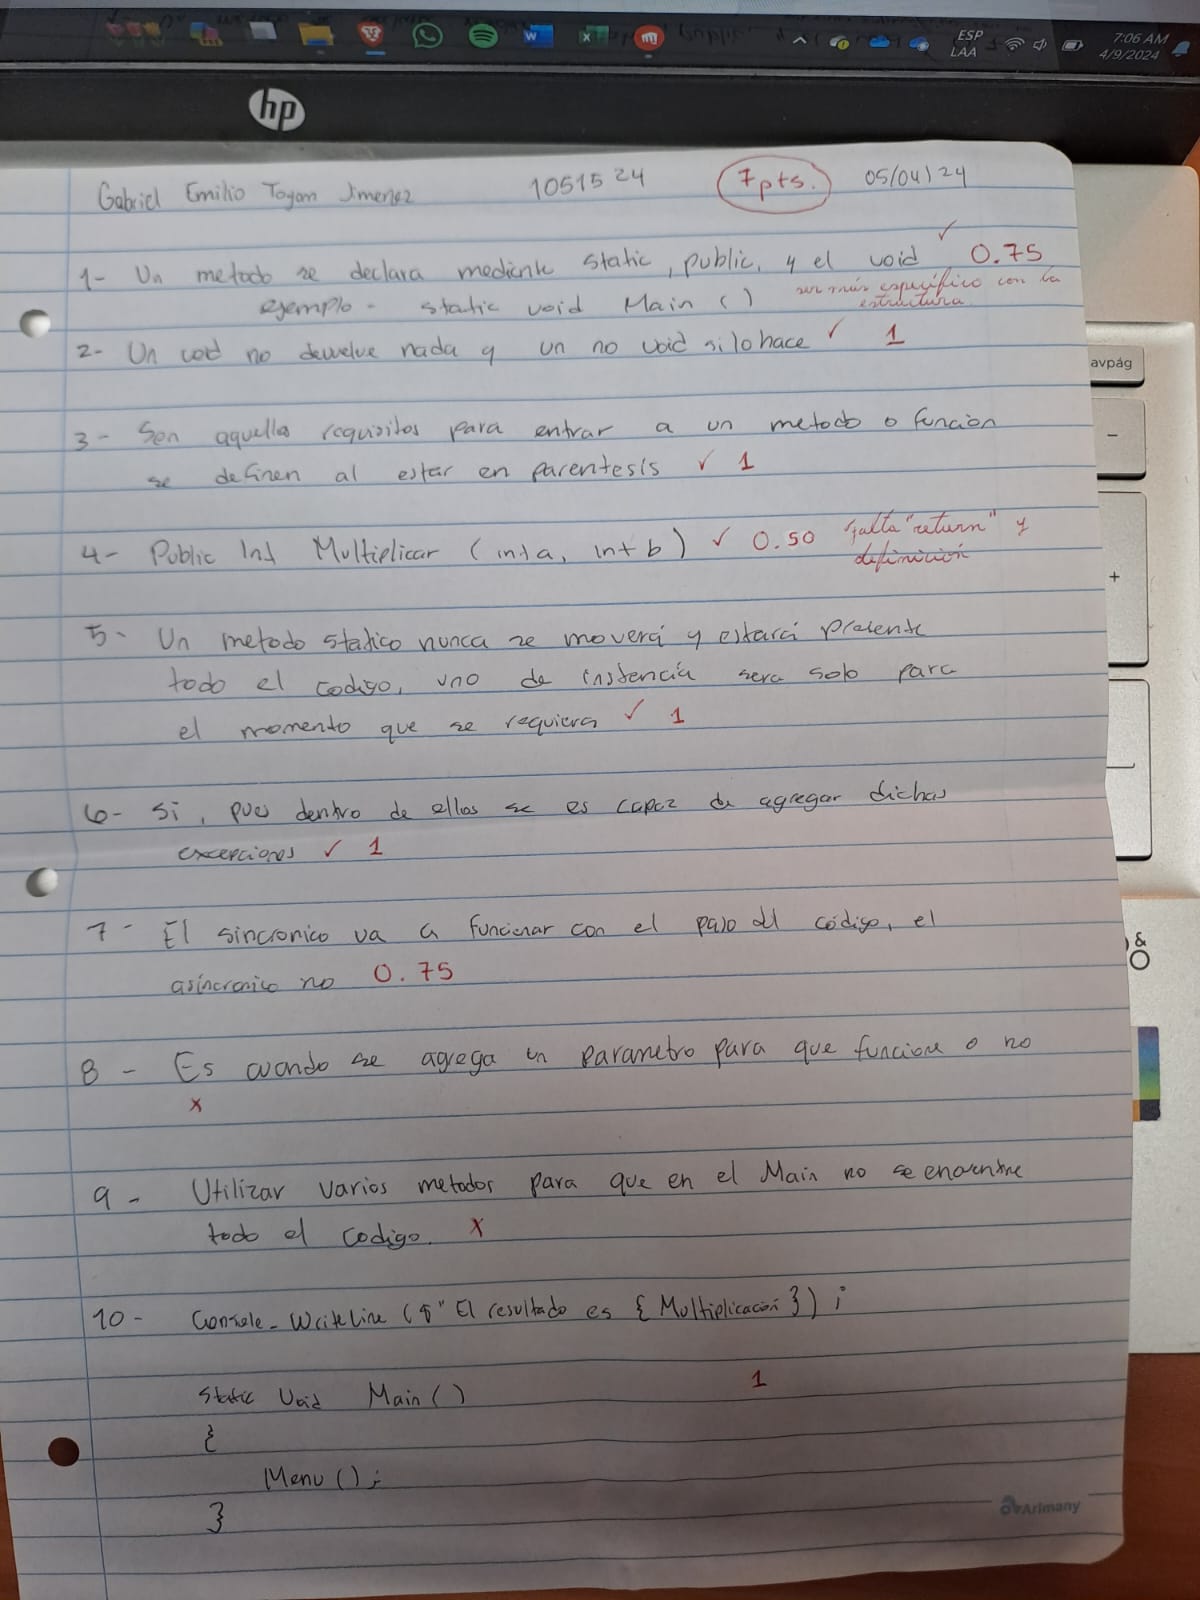 ESP
LAA
7:06 AM
4/9/2024
hp
Gabriel Emilio Toyom Jimenez 1051524 7pts. 05/04/24
1- Un metodo se declara mediente static, public, y el void ✓ 0.75
ejemplo - static void Main () ser más específico con la
estructura
2- Un void no devuelve nada y un no void si lo hace ✓ 1
avpág
3- Son aquellos requisitos para entrar a un metodo o función
se definen al estar en parentesis ✓ 1
4- Public Int Multiplicar (int a, int b) ✓ 0.50 falta "return" y
definición
5- Un metodo statico nunca se moverá y estará presente
todo el codigo, uno de instencia sera solo para
el momento que se requiera ✓ 1
6- Si, pues dentro de ellos se es capaz de agregar dichas
excepciones ✓ 1
7- El sincronico va a funcionar con el paso del código, el
asincronico no 0.75
8- Es cuando se agrega un parametro para que funcione o no
x
9- Utilizar varios metodos para que en el Main no se encuentre
todo el codigo. x
10- Console.WriteLine ($"El resultado es {Multiplicación});
Static Void Main() 1
{
Menu ();
}
Arimany